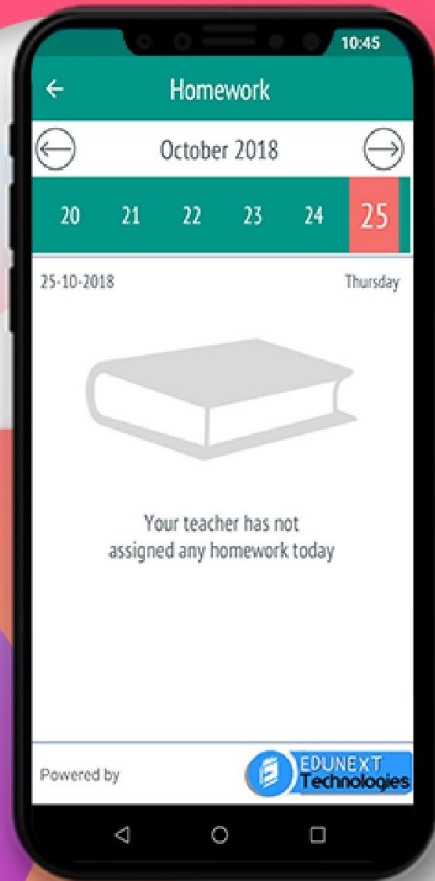 10:45
Homework
October 2018
20 21 22 23 24 25
25-10-2018 Thursday
Your teacher has not
assigned any homework today
Powered by
EDUNEXT
Technologies